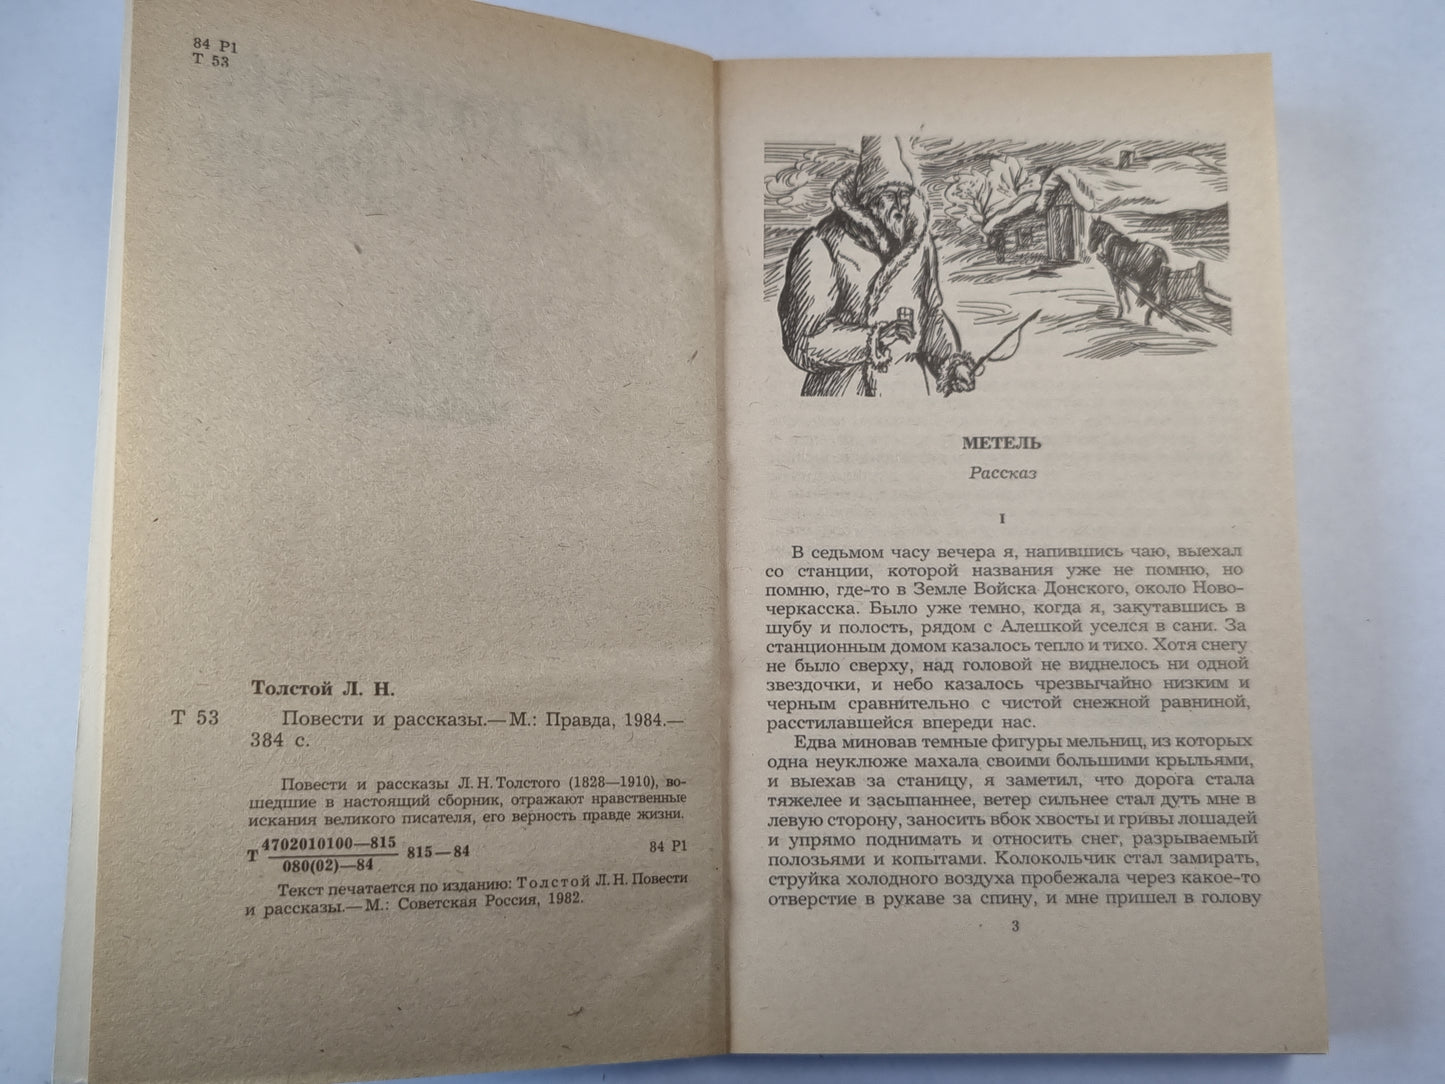 84 Р1
Т 53
Толстой Л. Н.
Т 53 Повести и рассказы.—М.: Правда, 1984.—
384 с.
Повести и рассказы Л.Н.Толстого (1828—1910), во-
шедшие в настоящий сборник, отражают нравственные
искания великого писателя, его верность правде жизни.
Т 4702010100—815 815—84 84 Р1
080(02)—84
Текст печатается по изданию: Толстой Л. Н. Повести
и рассказы.—М.: Советская Россия, 1982.
МЕТЕЛЬ
Рассказ
I
В седьмом часу вечера я, напившись чаю, выехал
со станции, которой названия уже не помню, но
помню, где-то в Земле Войска Донского, около Ново-
черкасска. Было уже темно, когда я, закутавшись в
шубу и полость, рядом с Алешкой уселся в сани. За
станционным домом казалось тепло и тихо. Хотя снегу
не было сверху, над головой не виднелось ни одной
звездочки, и небо казалось чрезвычайно низким и
черным сравнительно с чистой снежной равниной,
расстилавшейся впереди нас.
Едва миновав темные фигуры мельниц, из которых
одна неуклюже махала своими большими крыльями,
и выехав за станицу, я заметил, что дорога стала
тяжелее и засыпаннее, ветер сильнее стал дуть мне в
левую сторону, заносить вбок хвосты и гривы лошадей
и упрямо поднимать и относить снег, разрываемый
полозьями и копытами. Колокольчик стал замирать,
струйка холодного воздуха пробежала через какое-то
отверстие в рукаве за спину, и мне пришел в голову
3